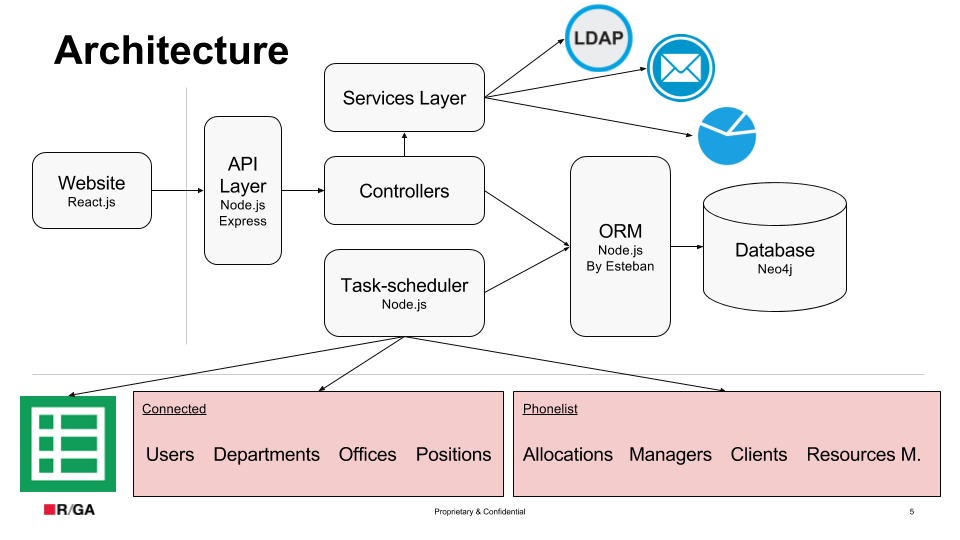 Architecture
LDAP
Services Layer
Website
React.js
API
Layer
Node.js
Express
Controllers
Task-scheduler
Node.js
ORM
Node.js
By Esteban
Database
Neo4j
Connected
Users Departments Offices Positions
Phonelist
Allocations Managers Clients Resources M.
R/GA
Proprietary & Confidential
5